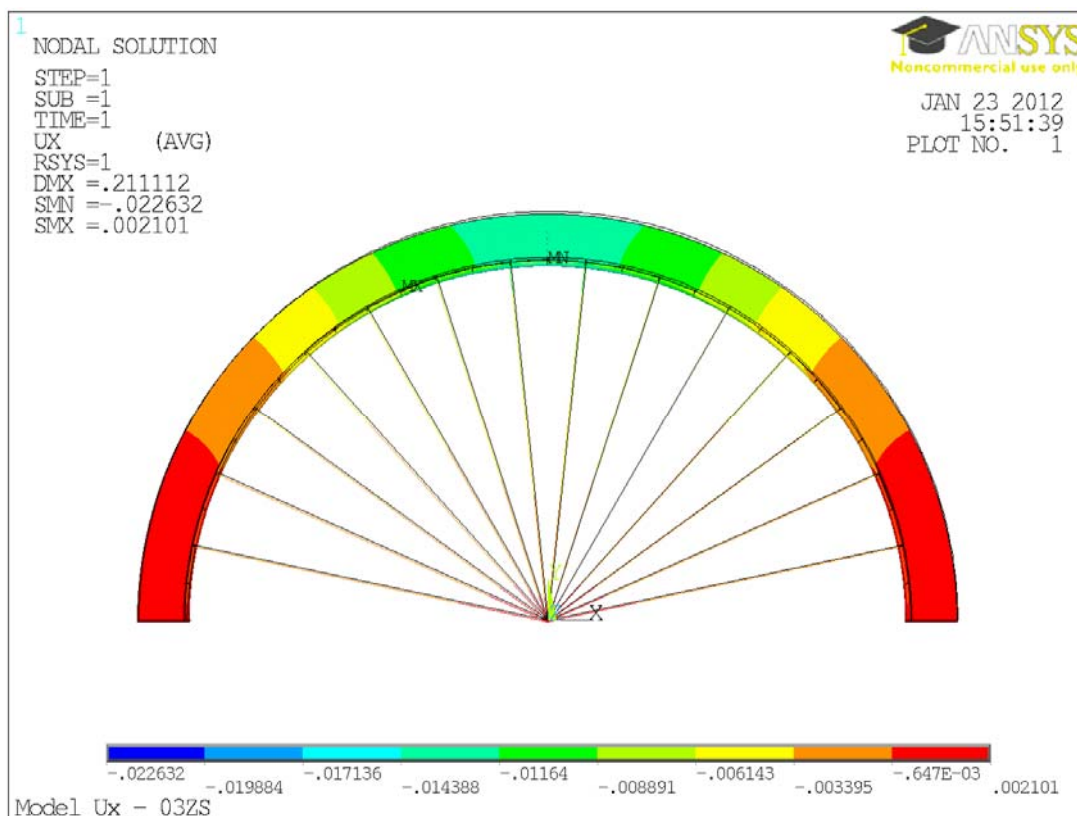 1
NODAL SOLUTION
STEP=1
SUB =1
TIME=1
UX (AVG)
RSYS=1
DMX =.211112
SMN =-.022632
SMX =.002101
ANSYS
Noncommercial use only
JAN 23 2012
15:51:39
PLOT NO. 1
MN
MX
Y
X
-.022632 -.017136 -.01164 -.006143 -.647E-03
-.019884 -.014388 -.008891 -.003395 .002101
Model Ux - 03ZS